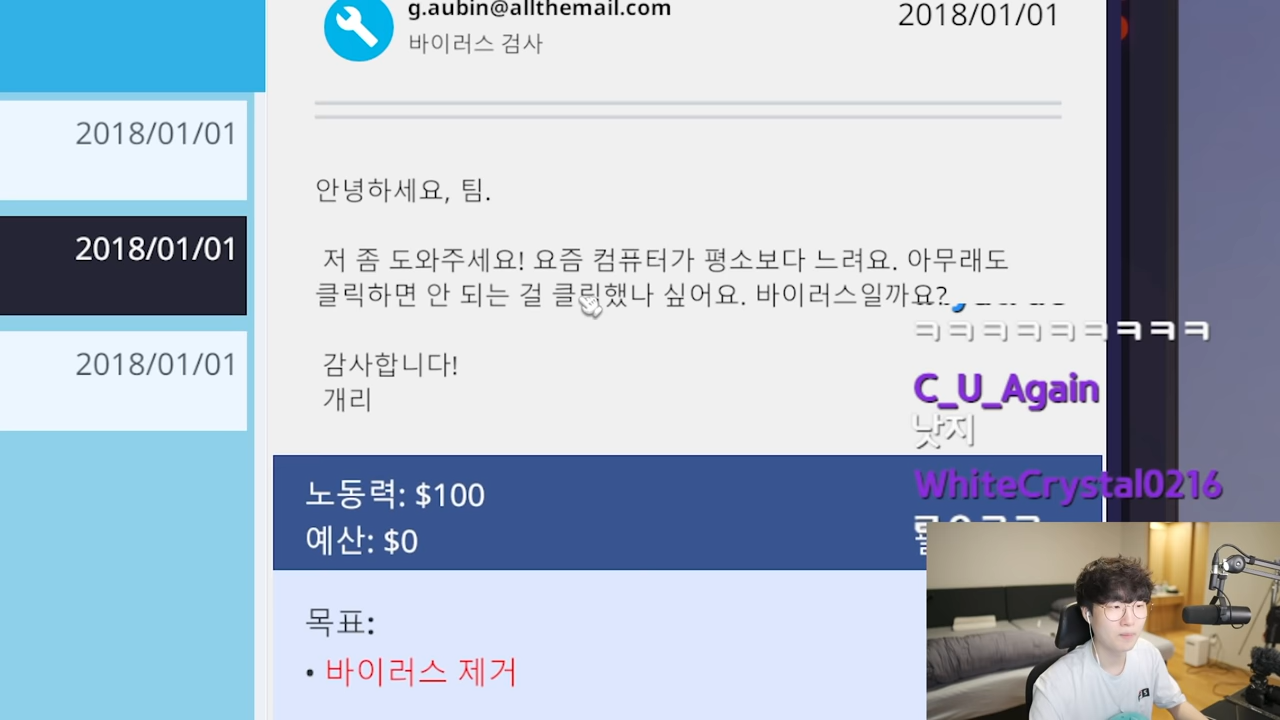 g.aubin@allthemail.com
2018/01/01
바이러스 검사
2018/01/01
2018/01/01
2018/01/01
안녕하세요, 팀.
저 좀 도와주세요! 요즘 컴퓨터가 평소보다 느려요. 아무래도
클릭하면 안 되는 걸 클릭했나 싶어요. 바이러스일까요?
감사합니다!
개리
노동력: $100
예산: $0
목표:
• 바이러스 제거
ㅋㅋㅋㅋㅋㅋㅋㅋㅋ
C_U_Again
낫지
WhiteCrystal0216